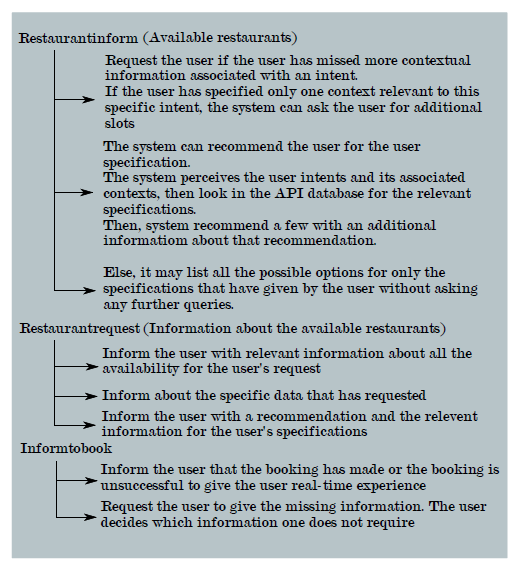 Restaurantinform (Available restaurants)
Request the user if the user has missed more contextual
information associated with an intent.
If the user has specified only one context relevant to this
specific intent, the system can ask the user for additional
slots
The system can recommend the user for the user
specification.
The system perceives the user intents and its associated
contexts, then look in the API database for the relevant
specifications.
Then, system recommend a few with an additional
informatiom about that recommendation.
Else, it may list all the possible options for only the
specifications that have given by the user without asking
any further queries.
Restaurantrequest (Information about the available restaurants)
Inform the user with relevant information about all the
availability for the user's request
Inform about the specific data that has requested
Inform the user with a recommendation and the relevent
information for the user's specifications
Informtobook
Inform the user that the booking has made or the booking is
unsuccessful to give the user real-time experience
Request the user to give the missing information. The user
decides which information one does not require